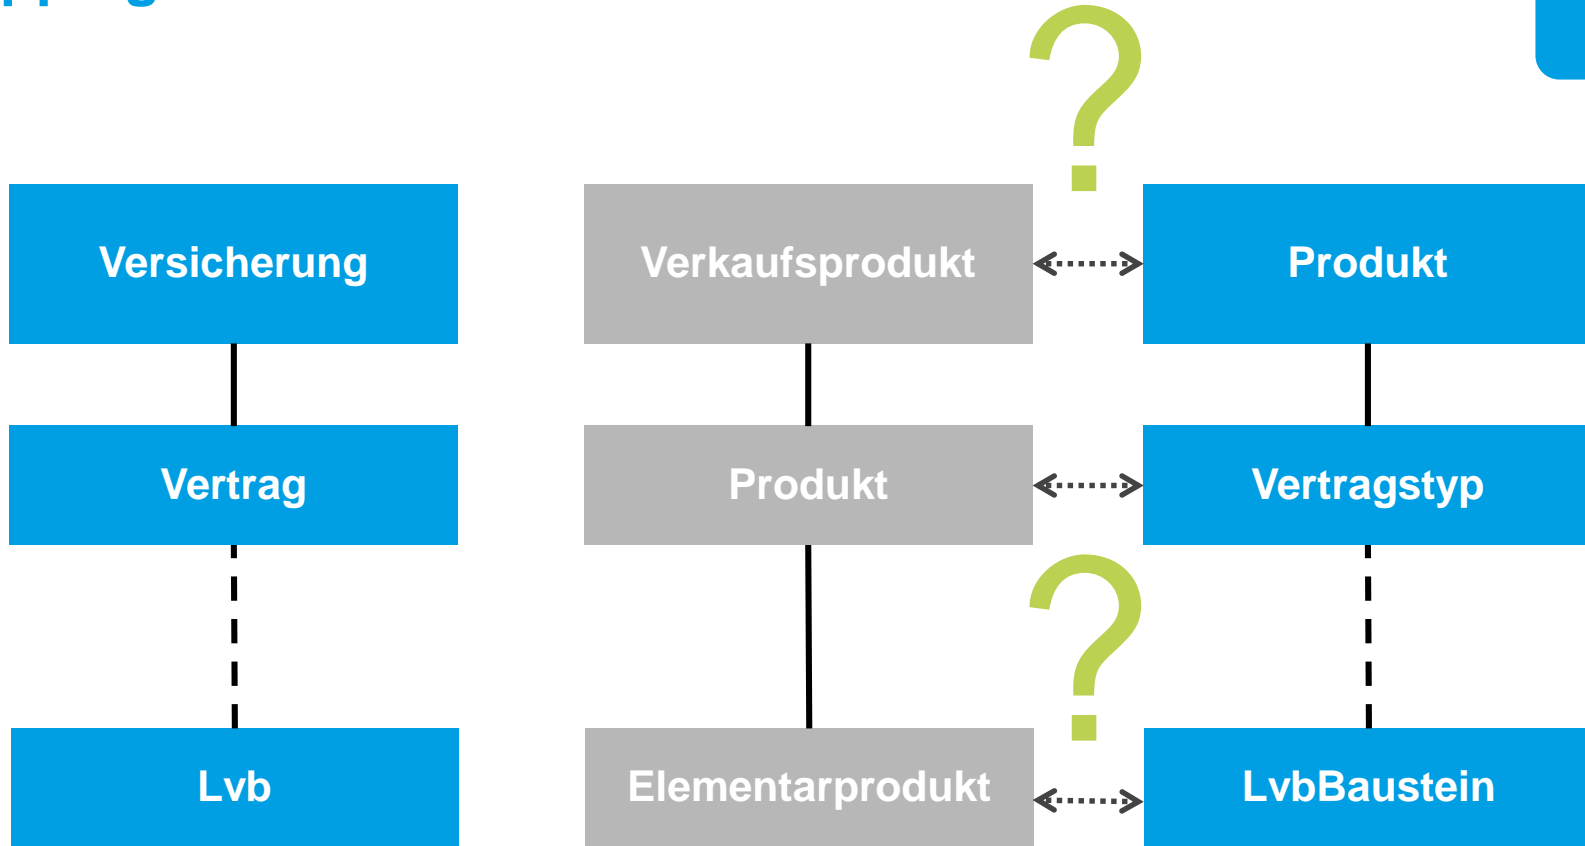 ?
Versicherung
Verkaufsprodukt
Produkt
Vertrag
Produkt
Vertragstyp
?
Lvb
Elementarprodukt
LvbBaustein